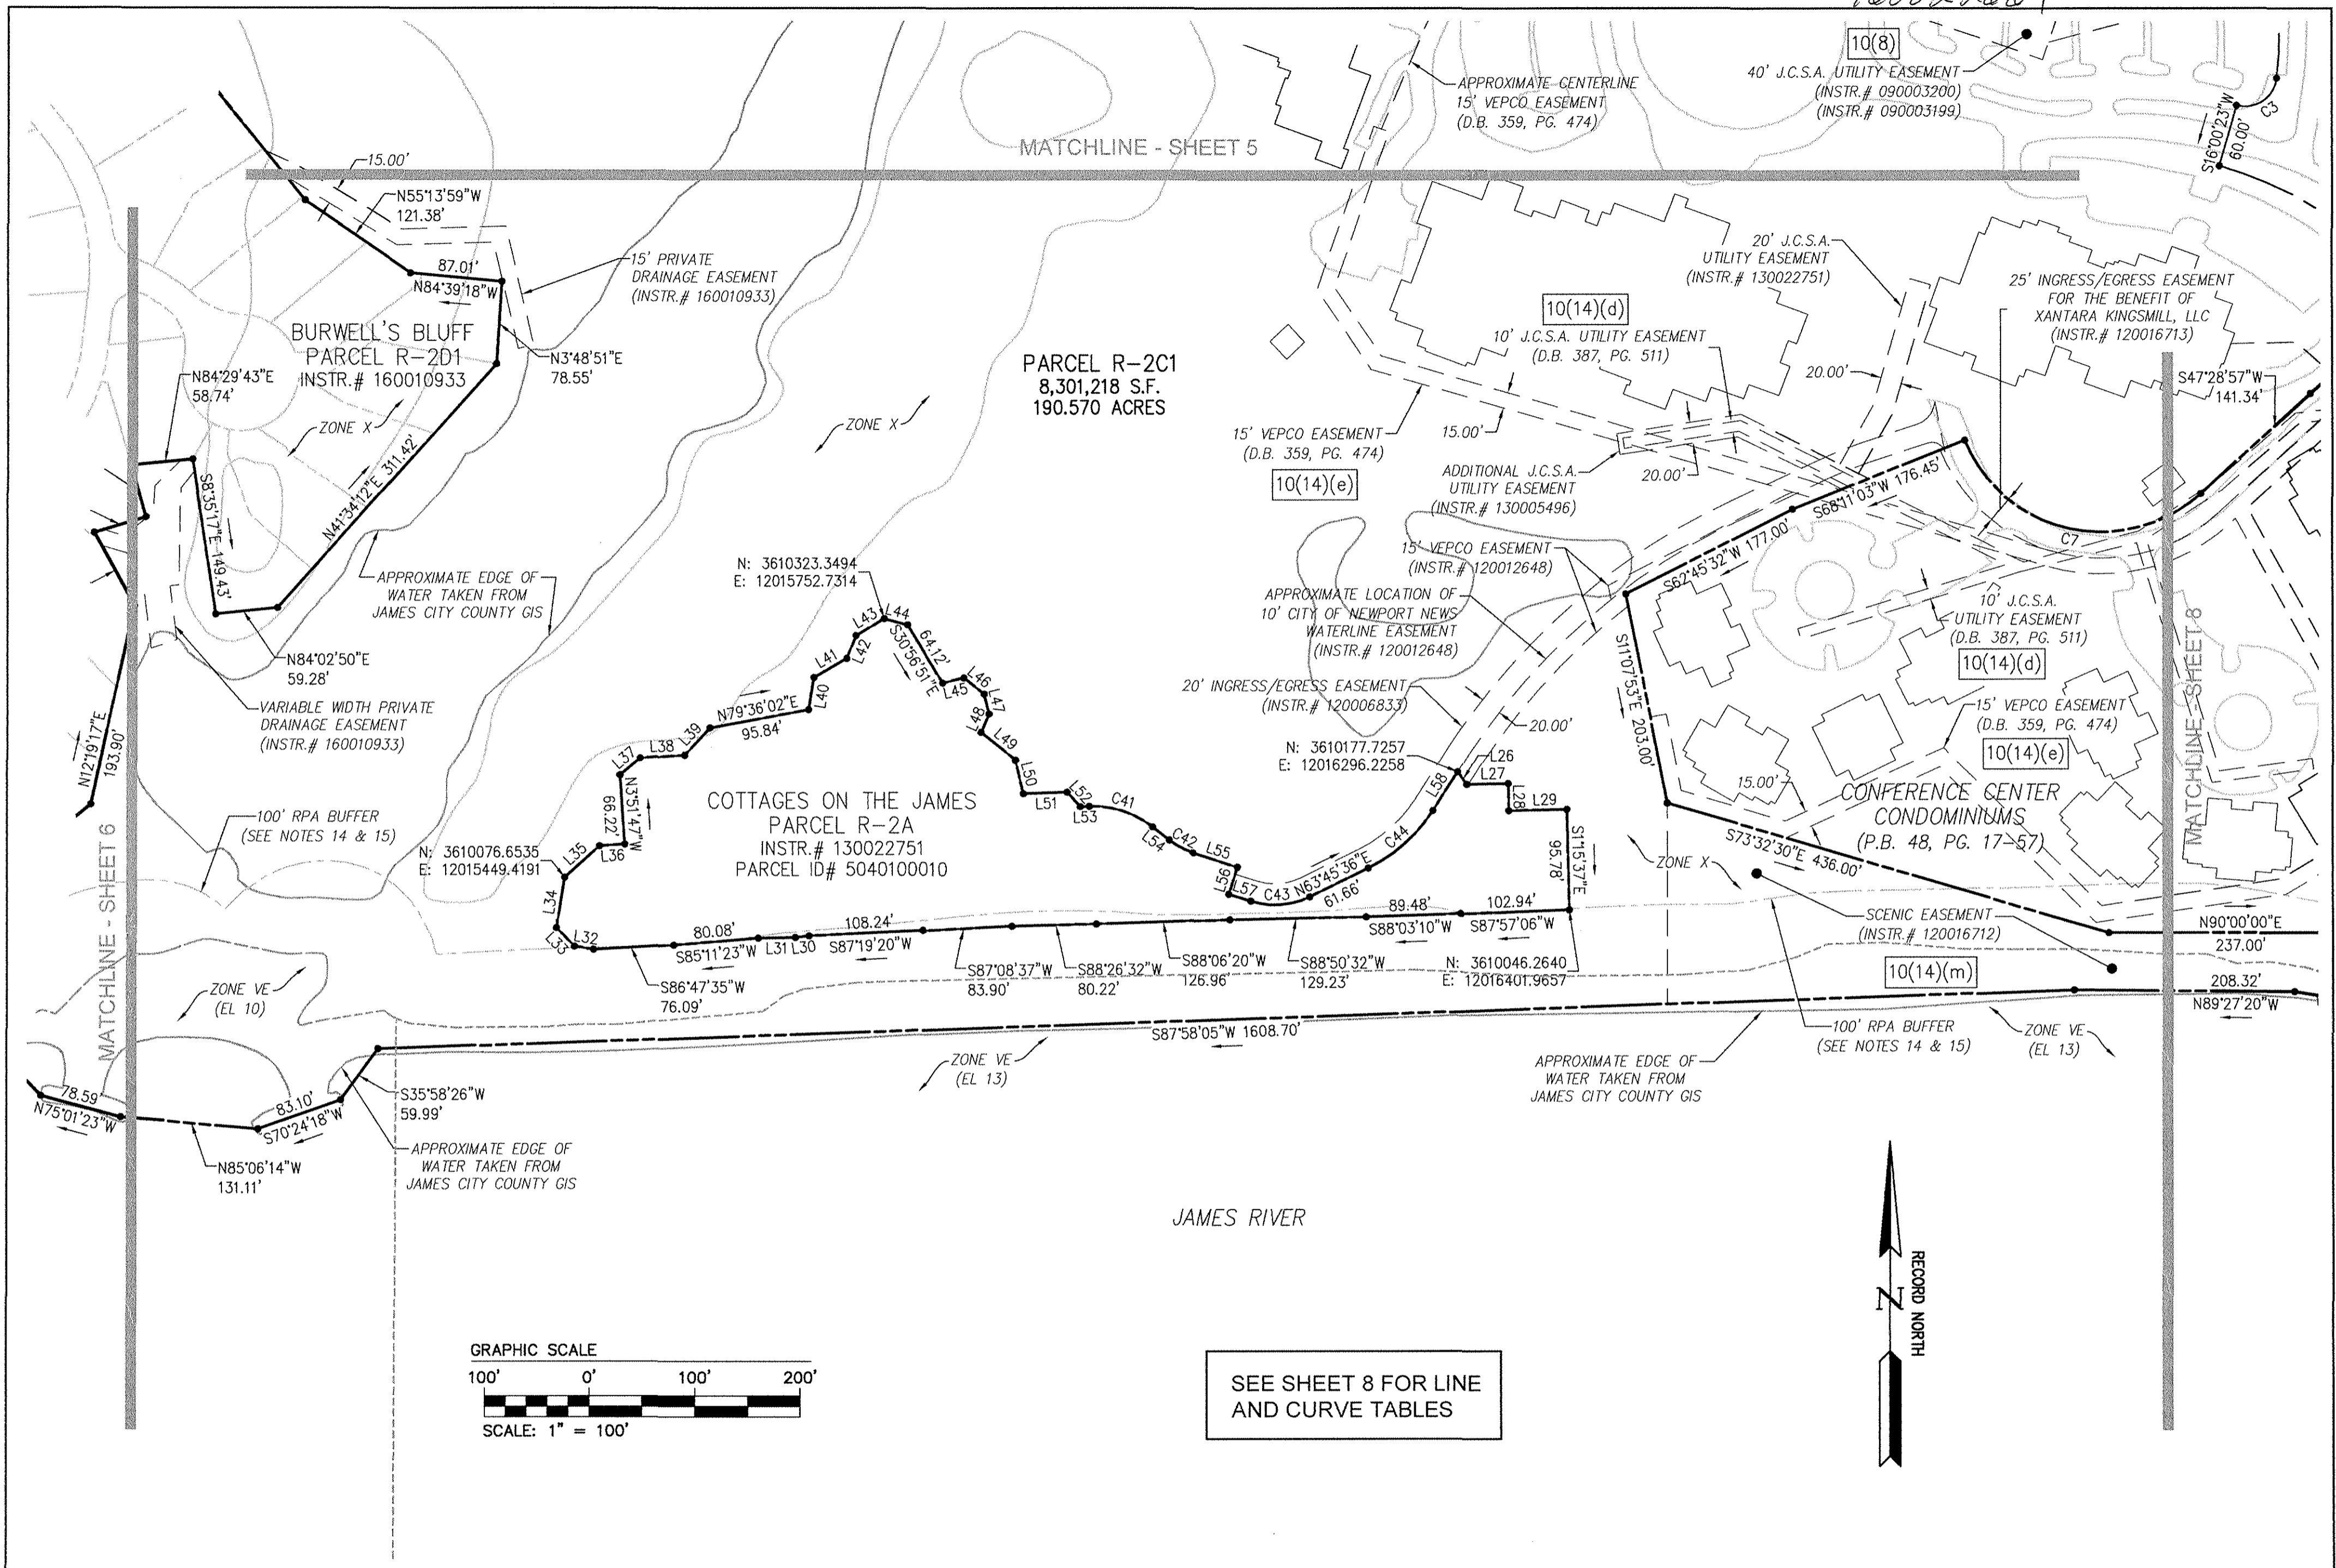 10(8)
40' J.C.S.A. UTILITY EASEMENT
(INSTR.# 090003200)
(INSTR.# 090003199)
C3
S16°00'23"W
60.00'
APPROXIMATE CENTERLINE
15' VEPCO EASEMENT
(D.B. 359, PG. 474)
MATCHLINE - SHEET 5
15.00'
N55°13'59"W
121.38'
87.01'
N84°39'18"W
15' PRIVATE
DRAINAGE EASEMENT
(INSTR.# 160010933)
BURWELL'S BLUFF
PARCEL R-2D1
INSTR.# 160010933
N3°48'51"E
78.55'
N84°29'43"E
58.74'
ZONE X
N41°34'12"E 311.42'
S8°35'17"E 149.43'
N84°02'50"E
59.28'
APPROXIMATE EDGE OF
WATER TAKEN FROM
JAMES CITY COUNTY GIS
VARIABLE WIDTH PRIVATE
DRAINAGE EASEMENT
(INSTR.# 160010933)
N12°19'17"E
193.90'
100' RPA BUFFER
(SEE NOTES 14 & 15)
MATCHLINE - SHEET 6
ZONE X
PARCEL R-2C1
8,301,218 S.F.
190.570 ACRES
20' J.C.S.A.
UTILITY EASEMENT
(INSTR.# 130022751)
10(14)(d)
10' J.C.S.A. UTILITY EASEMENT
(D.B. 387, PG. 511)
25' INGRESS/EGRESS EASEMENT
FOR THE BENEFIT OF
XANTARA KINGSMILL, LLC
(INSTR.# 120016713)
20.00'
S47°28'57"W
141.34'
15' VEPCO EASEMENT
(D.B. 359, PG. 474)
10(14)(e)
15.00'
20.00'
ADDITIONAL J.C.S.A.
UTILITY EASEMENT
(INSTR.# 130005496)
S68°11'03"W 176.45'
S62°45'32"W 177.00'
C7
15' VEPCO EASEMENT
(INSTR.# 120012648)
APPROXIMATE LOCATION OF
10' CITY OF NEWPORT NEWS
WATERLINE EASEMENT
(INSTR.# 120012648)
20' INGRESS/EGRESS EASEMENT
(INSTR.# 120006833)
20.00'
S11°07'53"E 203.00'
10' J.C.S.A.
UTILITY EASEMENT
(D.B. 387, PG. 511)
10(14)(d)
15' VEPCO EASEMENT
(D.B. 359, PG. 474)
10(14)(e)
15.00'
CONFERENCE CENTER
CONDOMINIUMS
(P.B. 48, PG. 17-57)
S73°32'30"E 436.00'
MATCHLINE - SHEET 8
ZONE X
SCENIC EASEMENT
(INSTR.# 120016712)
10(14)(m)
N90°00'00"E
237.00'
208.32'
N89°27'20"W
N: 3610323.3494
E: 12015752.7314
L43
L44
L42
L41
L40
64.12'
S30°56'51"E
L45
L46
L47
L48
L49
L50
L51
L52
L53
C41
L54
C42
L55
L56
L57
C43
N63°45'36"E
61.66'
C44
L58
N: 3610177.7257
E: 12016296.2258
L26
L27
L28
L29
S1°15'37"E
95.78'
N79°36'02"E
95.84'
L39
L38
L37
N3°51'47"W
66.22'
L36
L35
L34
L33
L32
N: 3610076.6535
E: 12015449.4191
COTTAGES ON THE JAMES
PARCEL R-2A
INSTR.# 130022751
PARCEL ID# 5040100010
S86°47'35"W
76.09'
80.08'
S85°11'23"W
L31
L30
108.24'
S87°19'20"W
S87°08'37"W
83.90'
S88°26'32"W
80.22'
S88°06'20"W
126.96'
S88°50'32"W
129.23'
89.48'
S88°03'10"W
102.94'
S87°57'06"W
N: 3610046.2640
E: 12016401.9657
S87°58'05"W 1608.70'
ZONE VE
(EL 10)
ZONE VE
(EL 13)
APPROXIMATE EDGE OF
WATER TAKEN FROM
JAMES CITY COUNTY GIS
100' RPA BUFFER
(SEE NOTES 14 & 15)
ZONE VE
(EL 13)
78.59'
N75°01'23"W
N85°06'14"W
131.11'
83.10'
S70°24'18"W
S35°58'26"W
59.99'
APPROXIMATE EDGE OF
WATER TAKEN FROM
JAMES CITY COUNTY GIS
JAMES RIVER
RECORD NORTH
N
GRAPHIC SCALE
100' 0' 100' 200'
SCALE: 1" = 100'
SEE SHEET 8 FOR LINE
AND CURVE TABLES